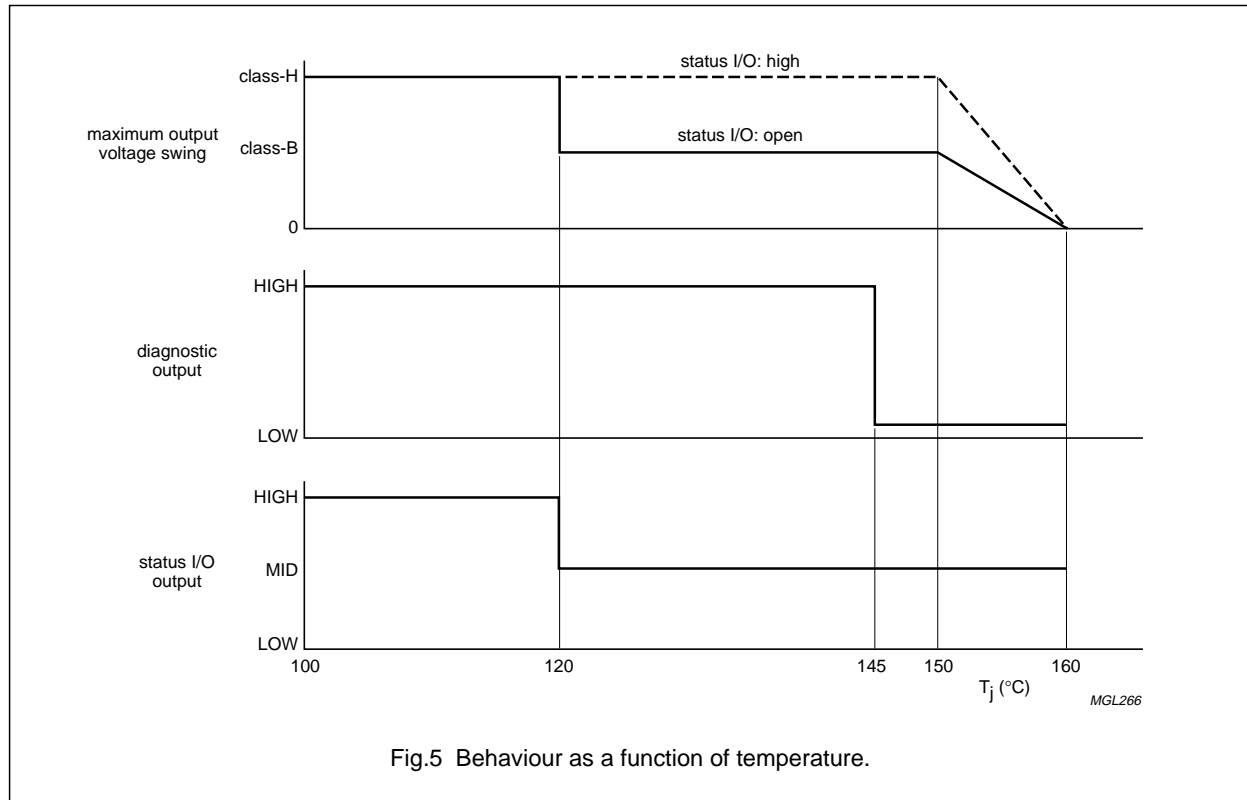 class-H
status I/O: high
maximum output
voltage swing
class-B
status I/O: open
0
HIGH
diagnostic
output
LOW
HIGH
status I/O
output
MID
LOW
100 120 145 150 160
Tj (°C)
MGL266
Fig.5 Behaviour as a function of temperature.